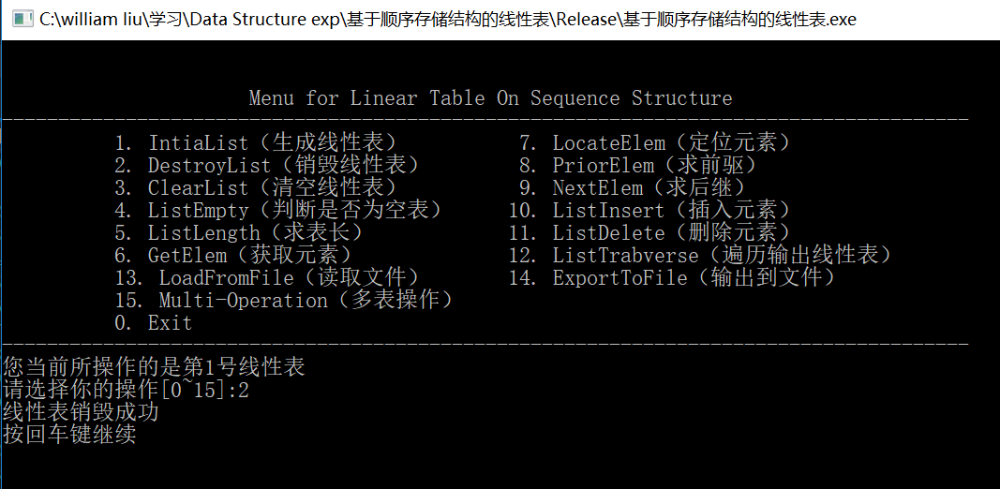 C:\william liu\学习\Data Structure exp\基于顺序存储结构的线性表\Release\基于顺序存储结构的线性表.exe
Menu for Linear Table On Sequence Structure
1. IntiaList（生成线性表） 7. LocateElem（定位元素）
2. DestroyList（销毁线性表） 8. PriorElem（求前驱）
3. ClearList（清空线性表） 9. NextElem（求后继）
4. ListEmpty（判断是否为空表） 10. ListInsert（插入元素）
5. ListLength（求表长） 11. ListDelete（删除元素）
6. GetElem（获取元素） 12. ListTrabverse（遍历输出线性表）
13. LoadFromFile（读取文件） 14. ExportToFile（输出到文件）
15. Multi-Operation（多表操作）
0. Exit
您当前所操作的是第1号线性表
请选择你的操作[0~15]:2
线性表销毁成功
按回车键继续